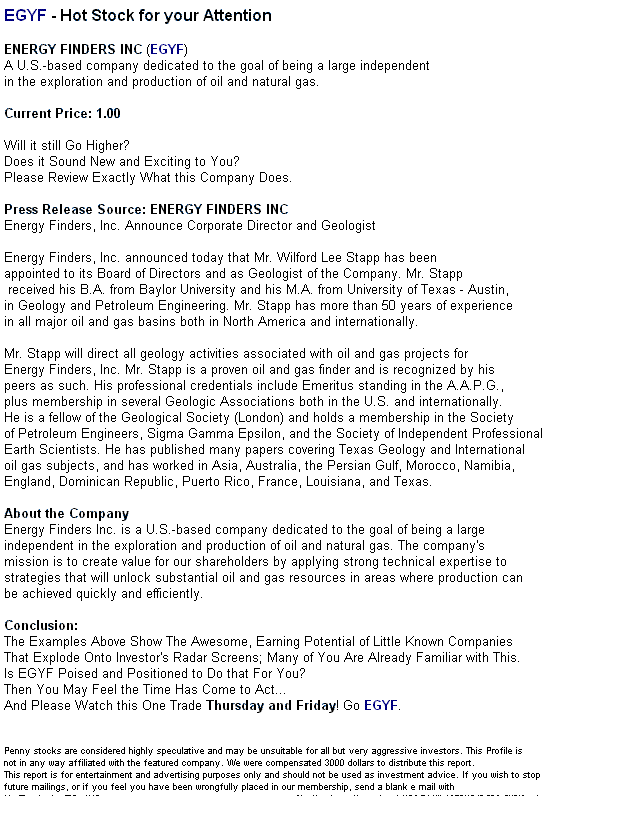 EGYF - Hot Stock for your Attention
ENERGY FINDERS INC (EGYF)
A U.S.-based company dedicated to the goal of being a large independent
in the exploration and production of oil and natural gas.
Current Price: 1.00
Will it still Go Higher?
Does it Sound New and Exciting to You?
Please Review Exactly What this Company Does.
Press Release Source: ENERGY FINDERS INC
Energy Finders, Inc. Announce Corporate Director and Geologist
Energy Finders, Inc. announced today that Mr. Wilford Lee Stapp has been
appointed to its Board of Directors and as Geologist of the Company. Mr. Stapp
received his B.A. from Baylor University and his M.A. from University of Texas - Austin,
in Geology and Petroleum Engineering. Mr. Stapp has more than 50 years of experience
in all major oil and gas basins both in North America and internationally.
Mr. Stapp will direct all geology activities associated with oil and gas projects for
Energy Finders, Inc. Mr. Stapp is a proven oil and gas finder and is recognized by his
peers as such. His professional credentials include Emeritus standing in the A.A.P.G.,
plus membership in several Geologic Associations both in the U.S. and internationally.
He is a fellow of the Geological Society (London) and holds a membership in the Society
of Petroleum Engineers, Sigma Gamma Epsilon, and the Society of Independent Professional
Earth Scientists. He has published many papers covering Texas Geology and International
oil gas subjects, and has worked in Asia, Australia, the Persian Gulf, Morocco, Namibia,
England, Dominican Republic, Puerto Rico, France, Louisiana, and Texas.
About the Company
Energy Finders Inc. is a U.S.-based company dedicated to the goal of being a large
independent in the exploration and production of oil and natural gas. The company's
mission is to create value for our shareholders by applying strong technical expertise to
strategies that will unlock substantial oil and gas resources in areas where production can
be achieved quickly and efficiently.
Conclusion:
The Examples Above Show The Awesome, Earning Potential of Little Known Companies
That Explode Onto Investor's Radar Screens; Many of You Are Already Familiar with This.
Is EGYF Poised and Positioned to Do that For You?
Then You May Feel the Time Has Come to Act...
And Please Watch this One Trade Thursday and Friday! Go EGYF.
Penny stocks are considered highly speculative and may be unsuitable for all but very aggressive investors. This Profile is
not in any way affiliated with the featured company. We were compensated 3000 dollars to distribute this report.
This report is for entertainment and advertising purposes only and should not be used as investment advice. If you wish to stop
future mailings, or if you feel you have been wrongfully placed in our membership, send a blank e mail with